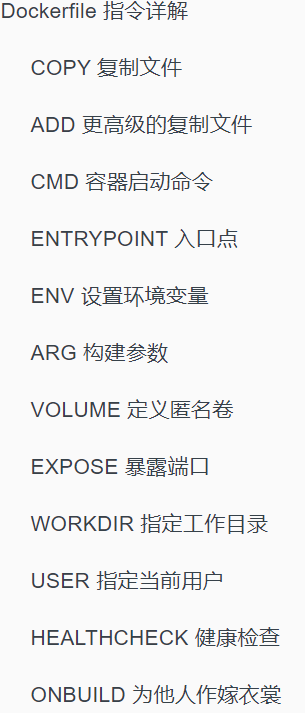 Dockerfile 指令详解
COPY 复制文件
ADD 更高级的复制文件
CMD 容器启动命令
ENTRYPOINT 入口点
ENV 设置环境变量
ARG 构建参数
VOLUME 定义匿名卷
EXPOSE 暴露端口
WORKDIR 指定工作目录
USER 指定当前用户
HEALTHCHECK 健康检查
ONBUILD 为他人作嫁衣裳